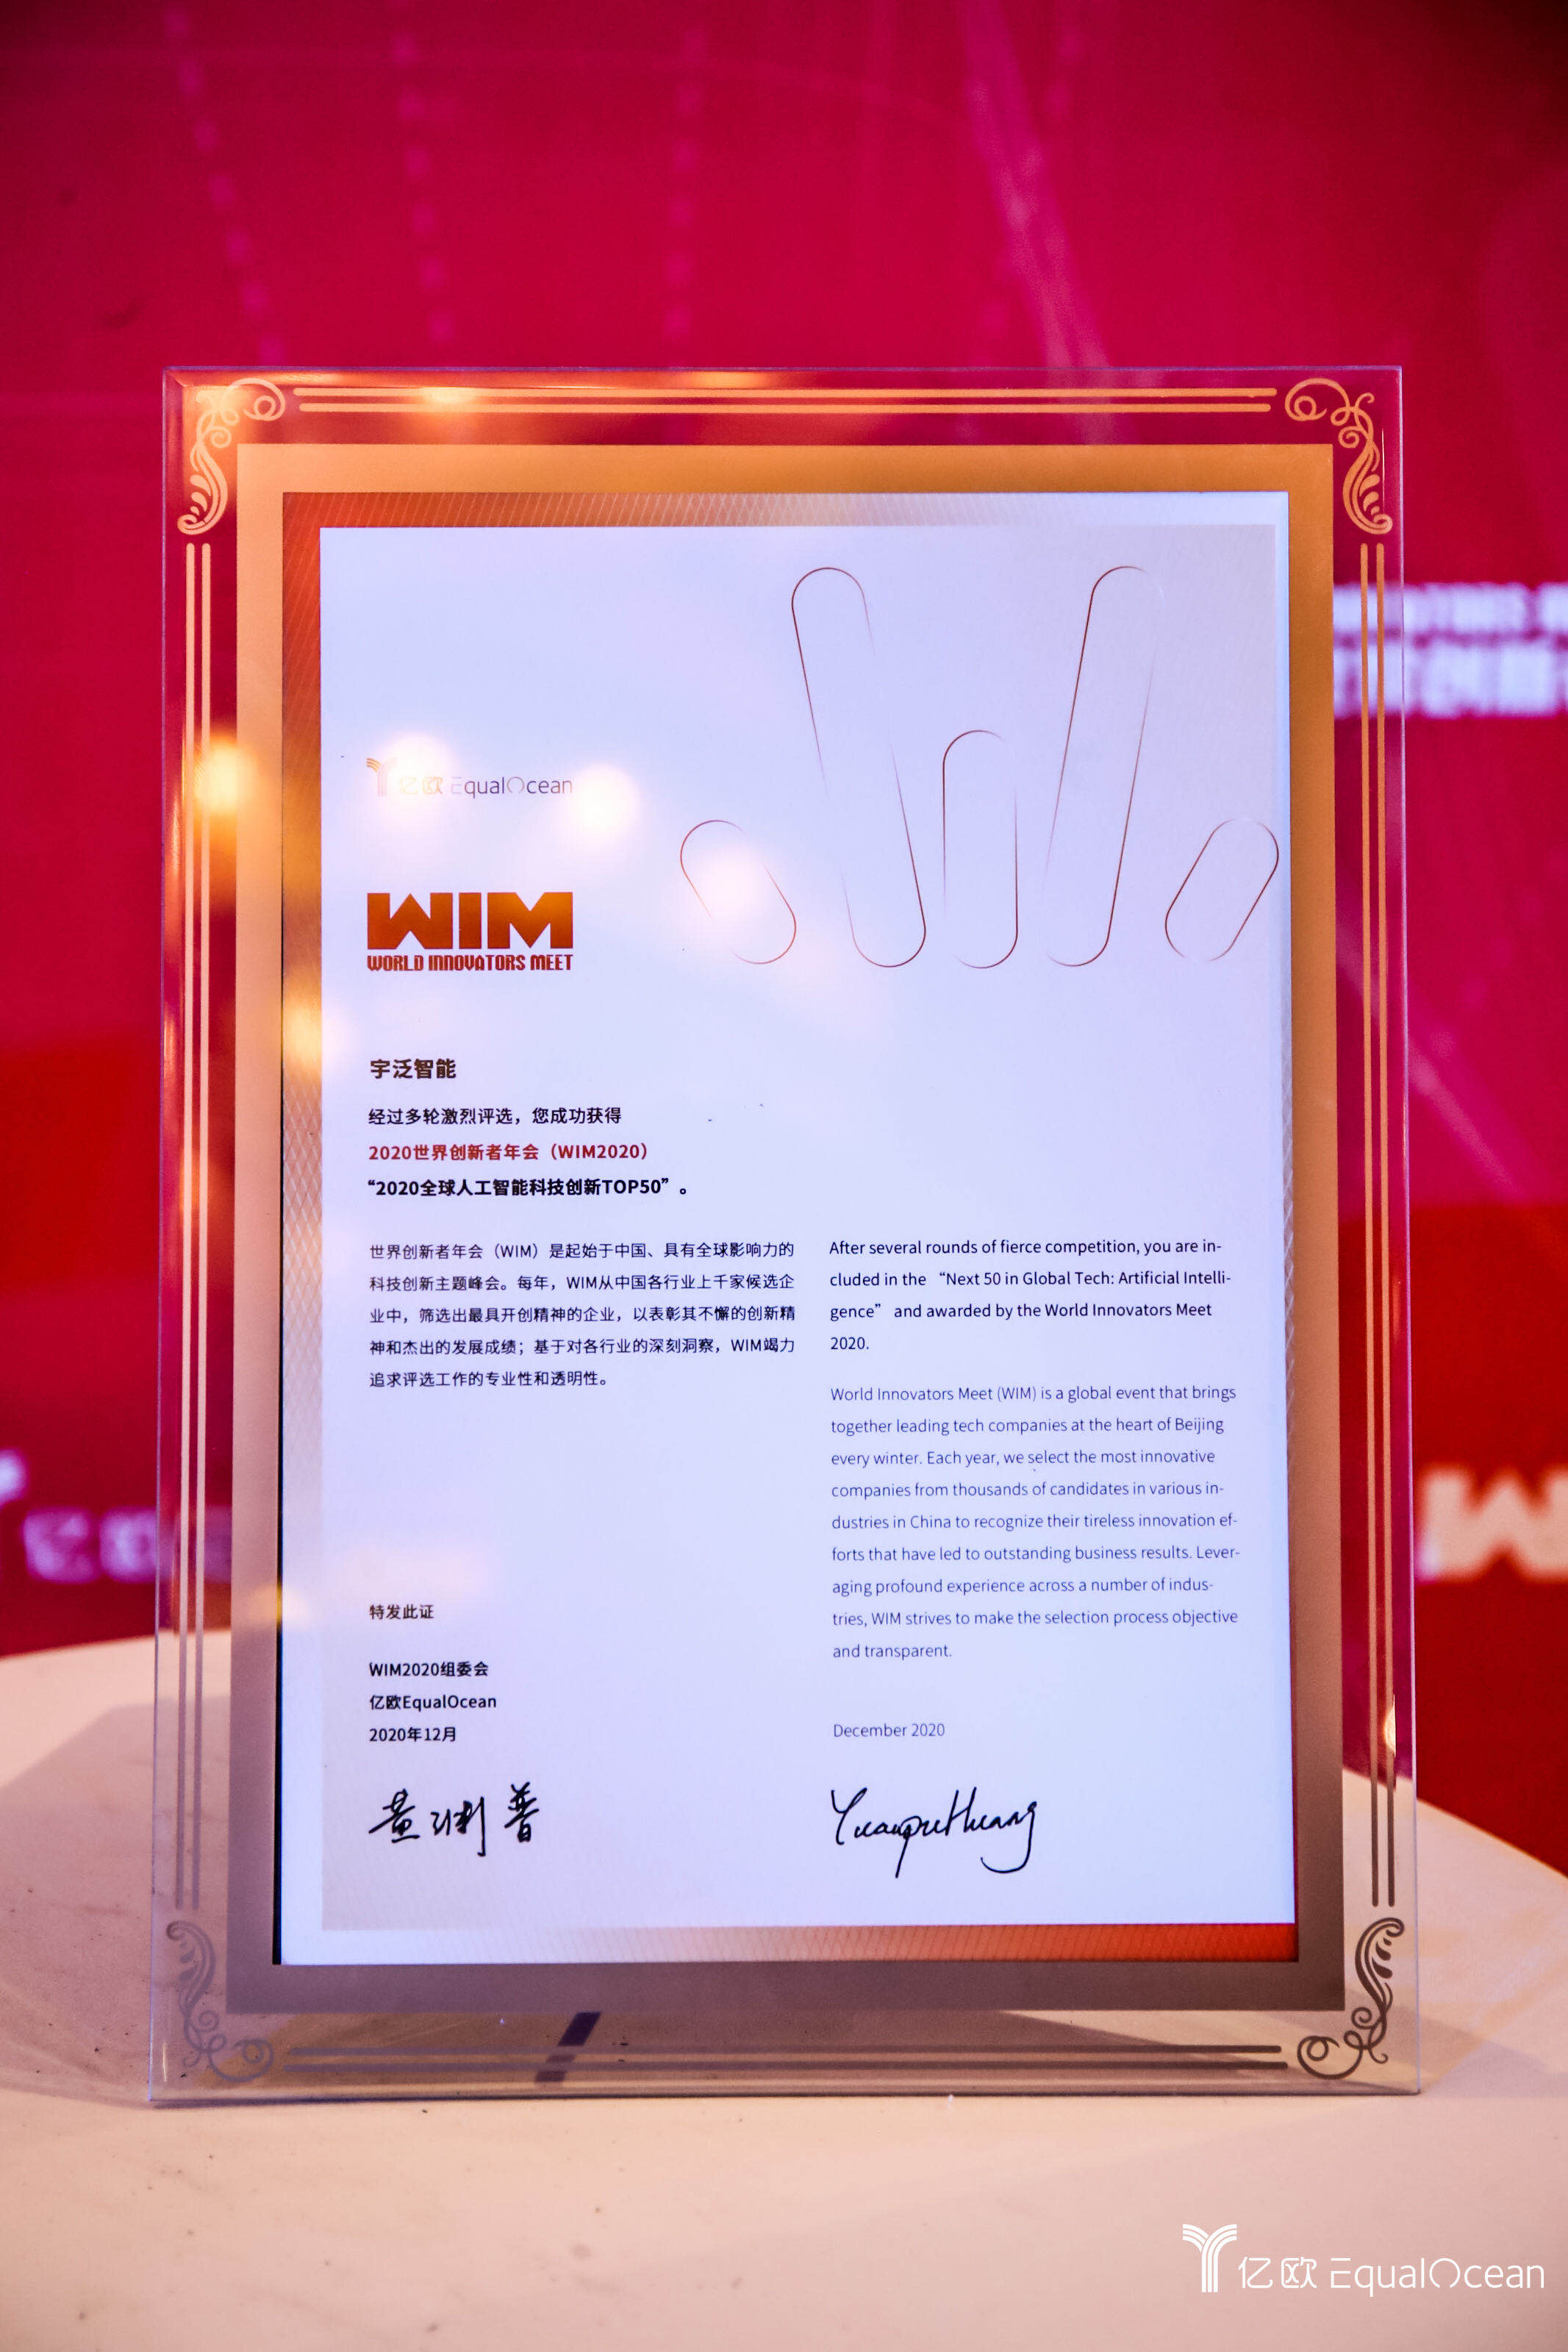 亿欧 EqualOcean
WIM
WORLD INNOVATORS MEET
宇泛智能
经过多轮激烈评选，您成功获得
2020世界创新者年会（WIM2020）
“2020全球人工智能科技创新TOP50”。
世界创新者年会（WIM）是起始于中国、具有全球影响力的
科技创新主题峰会。每年，WIM从中国各行业上千家候选企
业中，筛选出最具开创精神的企业，以表彰其不懈的创新精
神和杰出的发展成绩；基于对各行业的深刻洞察，WIM竭力
追求评选工作的专业性和透明性。
特发此证
WIM2020组委会
亿欧EqualOcean
2020年12月
黄渊普
After several rounds of fierce competition, you are in-
cluded in the “Next 50 in Global Tech: Artificial Intelli-
gence” and awarded by the World Innovators Meet
2020.
World Innovators Meet (WIM) is a global event that brings
together leading tech companies at the heart of Beijing
every winter. Each year, we select the most innovative
companies from thousands of candidates in various in-
dustries in China to recognize their tireless innovation ef-
forts that have led to outstanding business results. Lever-
aging profound experience across a number of indus-
tries, WIM strives to make the selection process objective
and transparent.
December 2020
Yuanpu Huang
亿欧
W
亿欧 EqualOcean